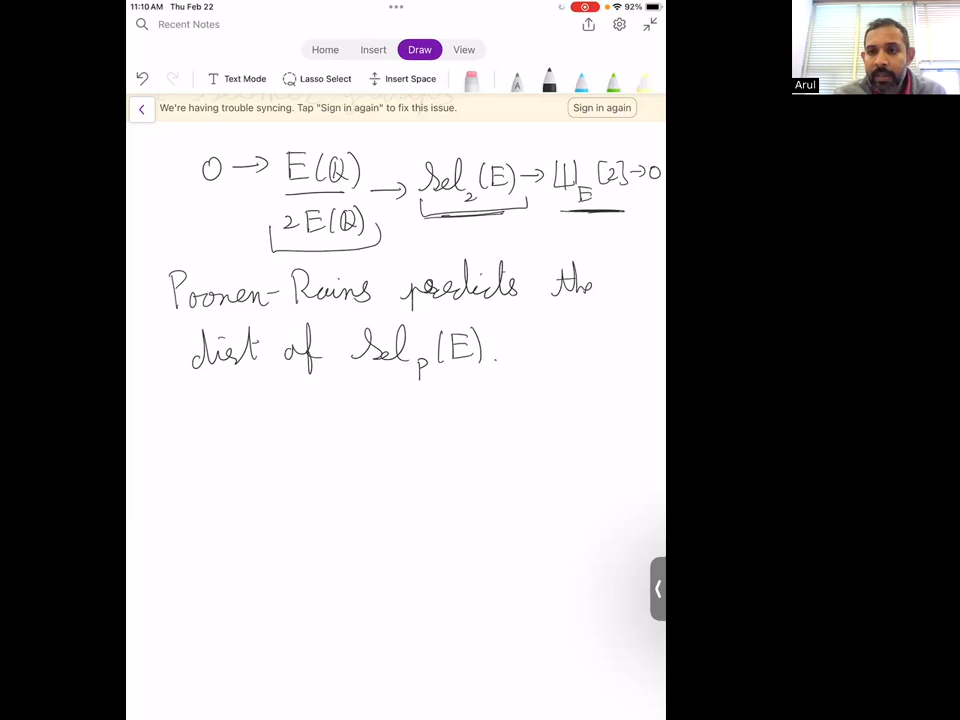 11:10 AM Thu Feb 22
92%
Recent Notes
Home Insert Draw View
Text Mode Lasso Select Insert Space
We're having trouble syncing. Tap "Sign in again" to fix this issue.
Sign in again
0 → E(Q) / 2E(Q) → Sel₂(E) → Ш_E[2] → 0
Poonen-Rains predicts the
dist of Sel_p(E).
Arul